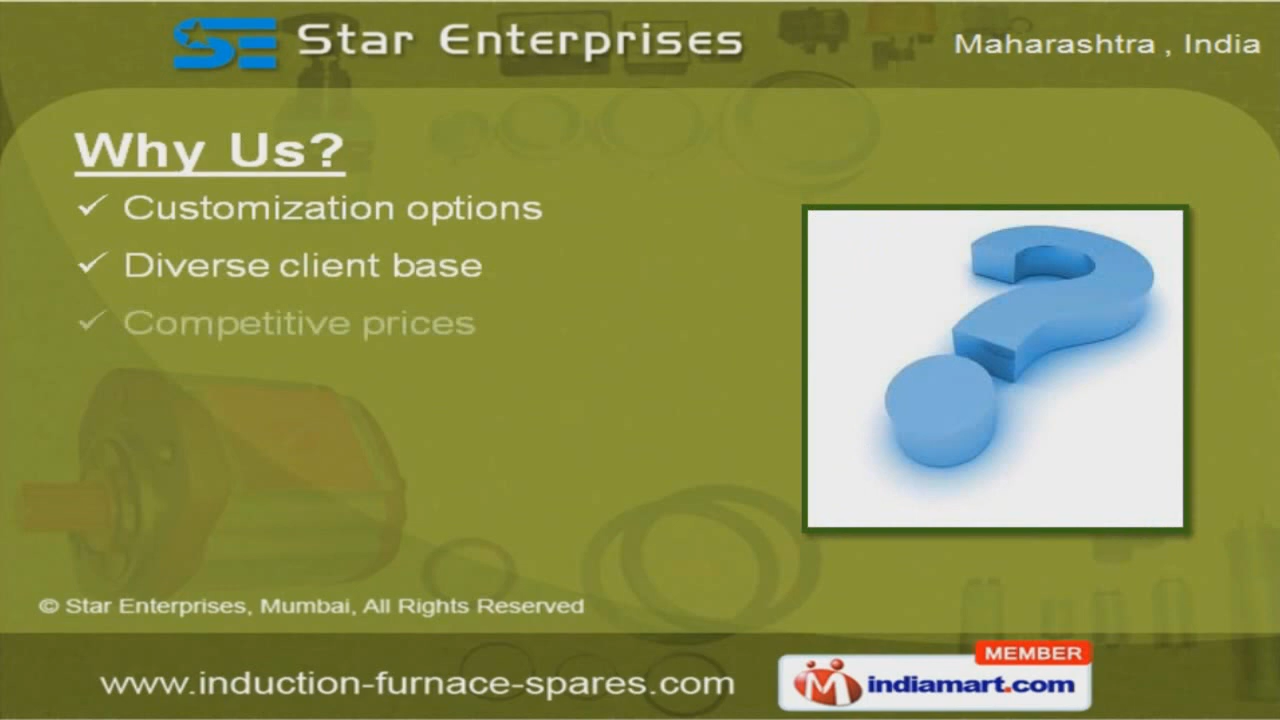 SE Star Enterprises
Maharashtra , India
Why Us?
✓ Customization options
✓ Diverse client base
✓ Competitive prices
© Star Enterprises, Mumbai, All Rights Reserved
www.induction-furnace-spares.com
MEMBER
indiamart.com